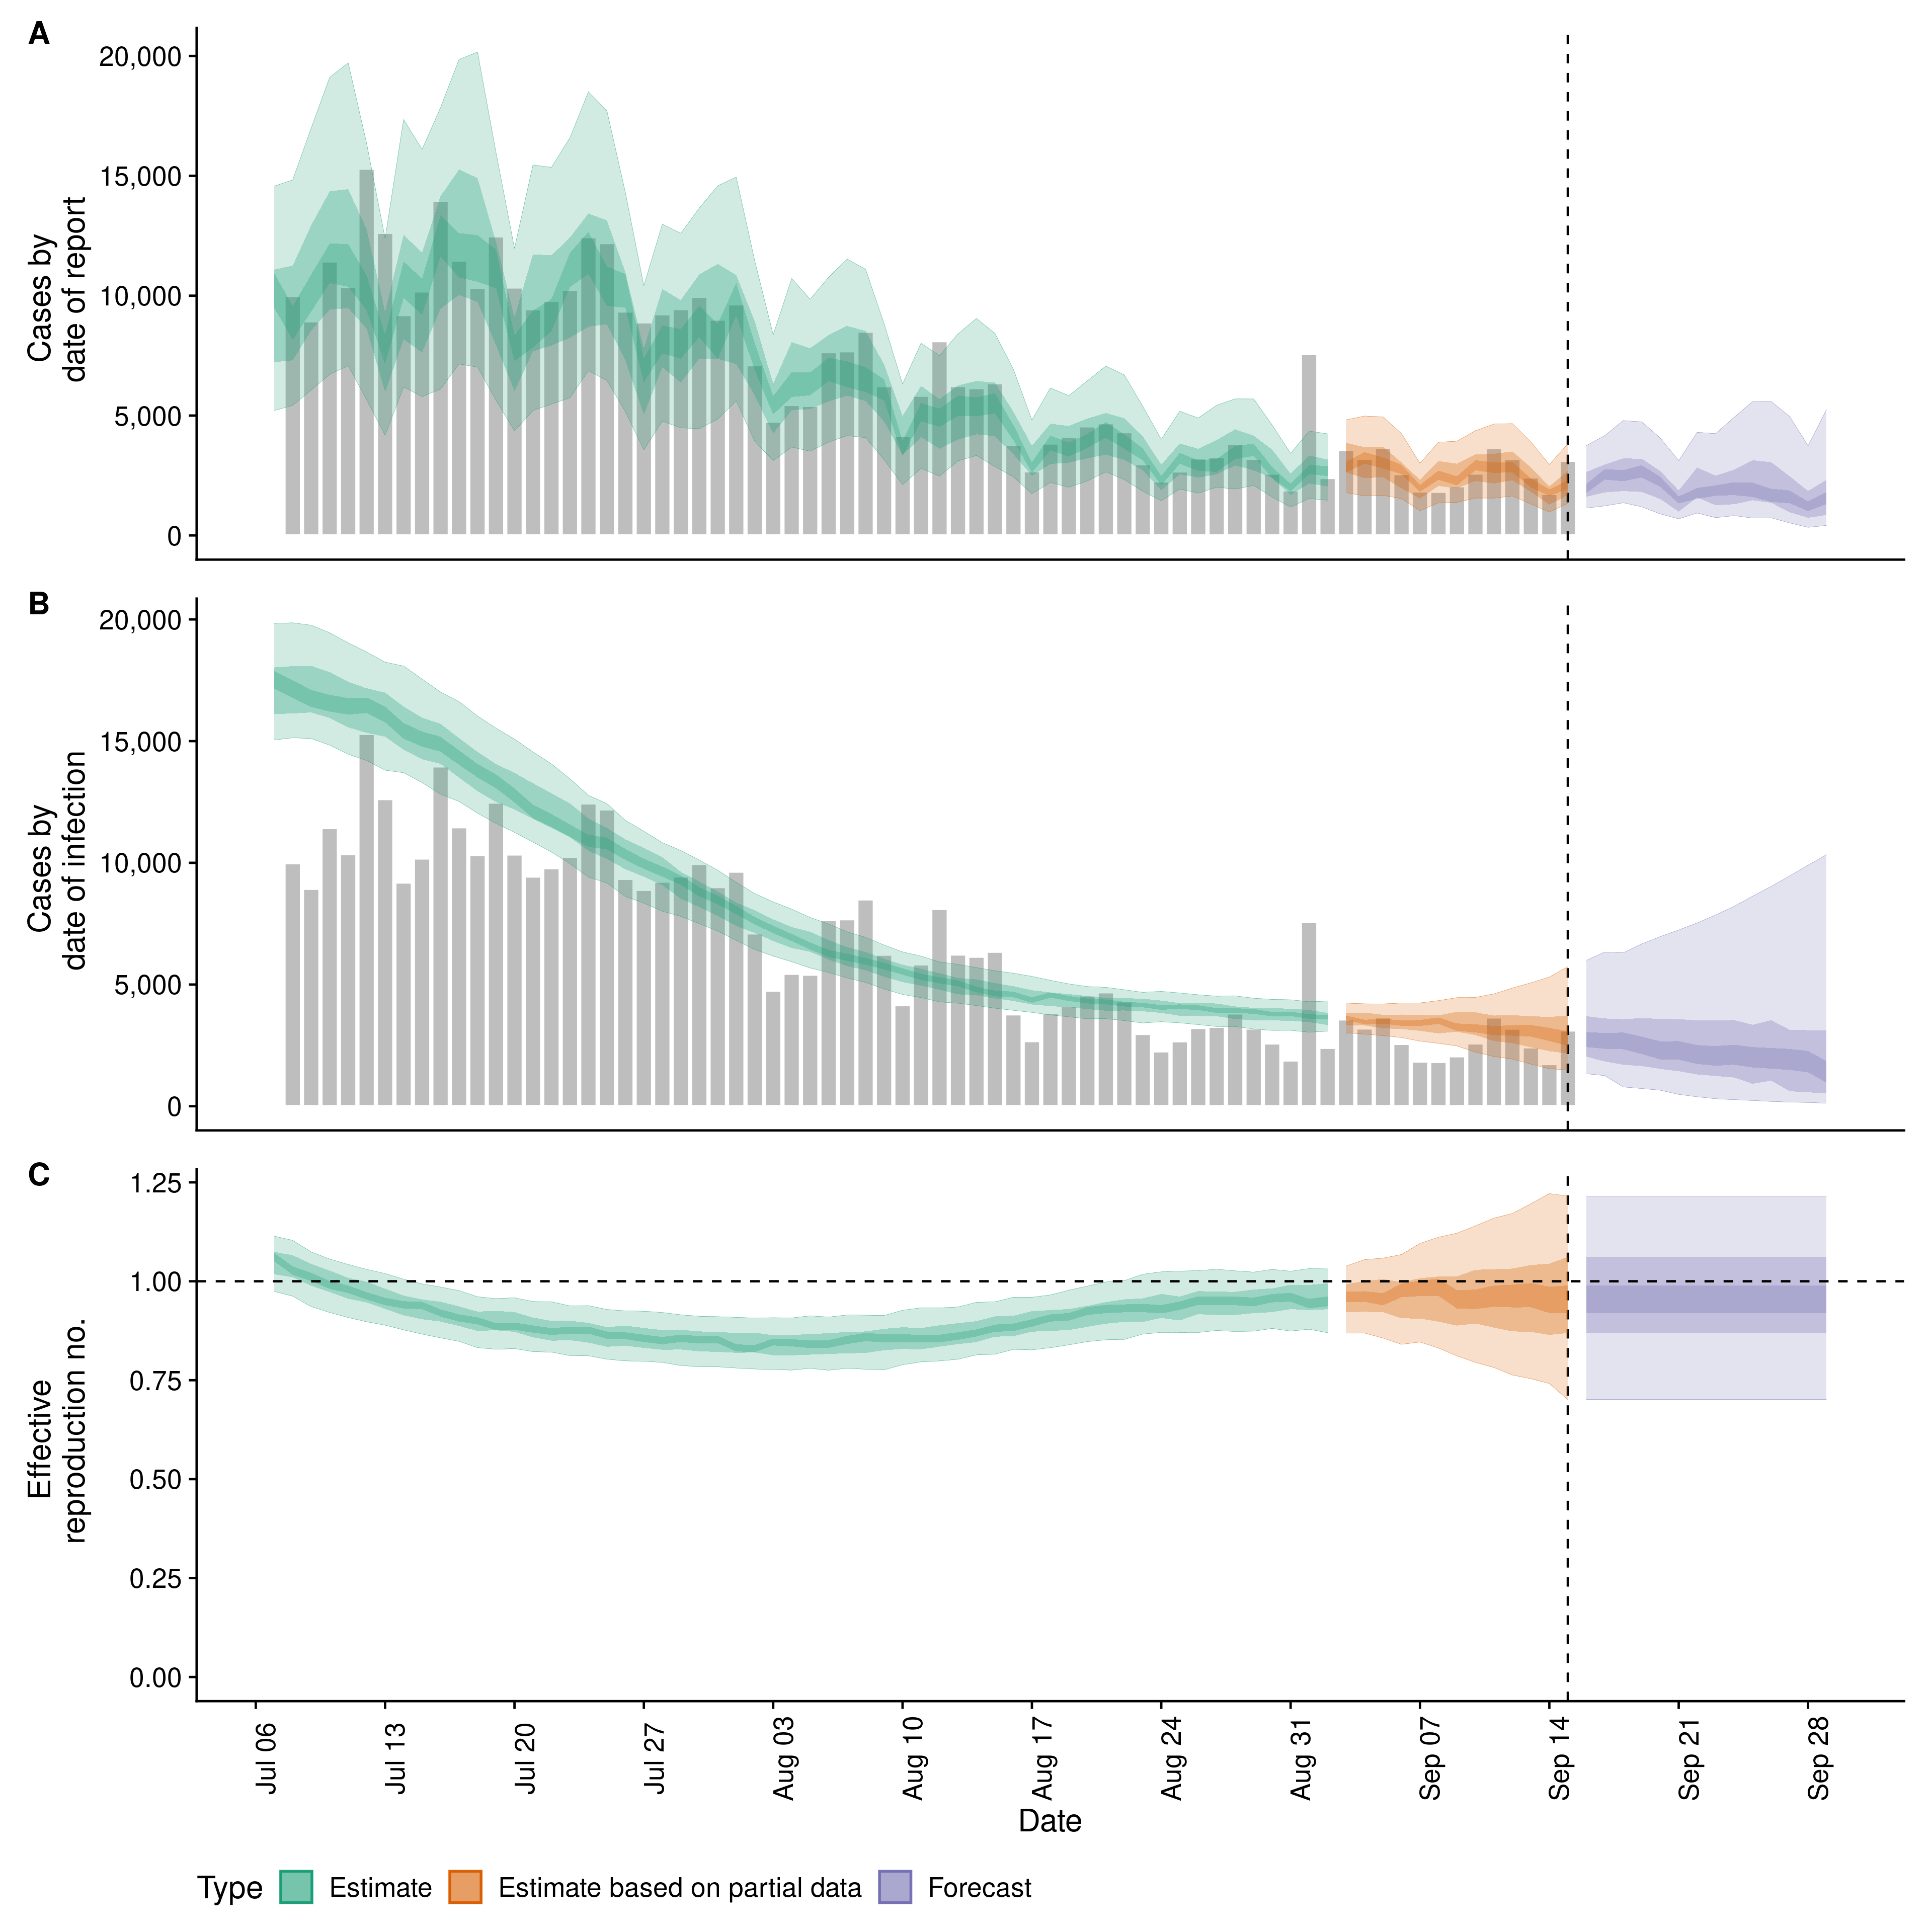 A
20,000
15,000
10,000
5,000
0
Cases by
date of report
B
20,000
15,000
10,000
5,000
0
Cases by
date of infection
C
1.25
1.00
0.75
0.50
0.25
0.00
Effective
reproduction no.
Jul 06
Jul 13
Jul 20
Jul 27
Aug 03
Aug 10
Aug 17
Aug 24
Aug 31
Sep 07
Sep 14
Sep 21
Sep 28
Date
Type Estimate Estimate based on partial data Forecast